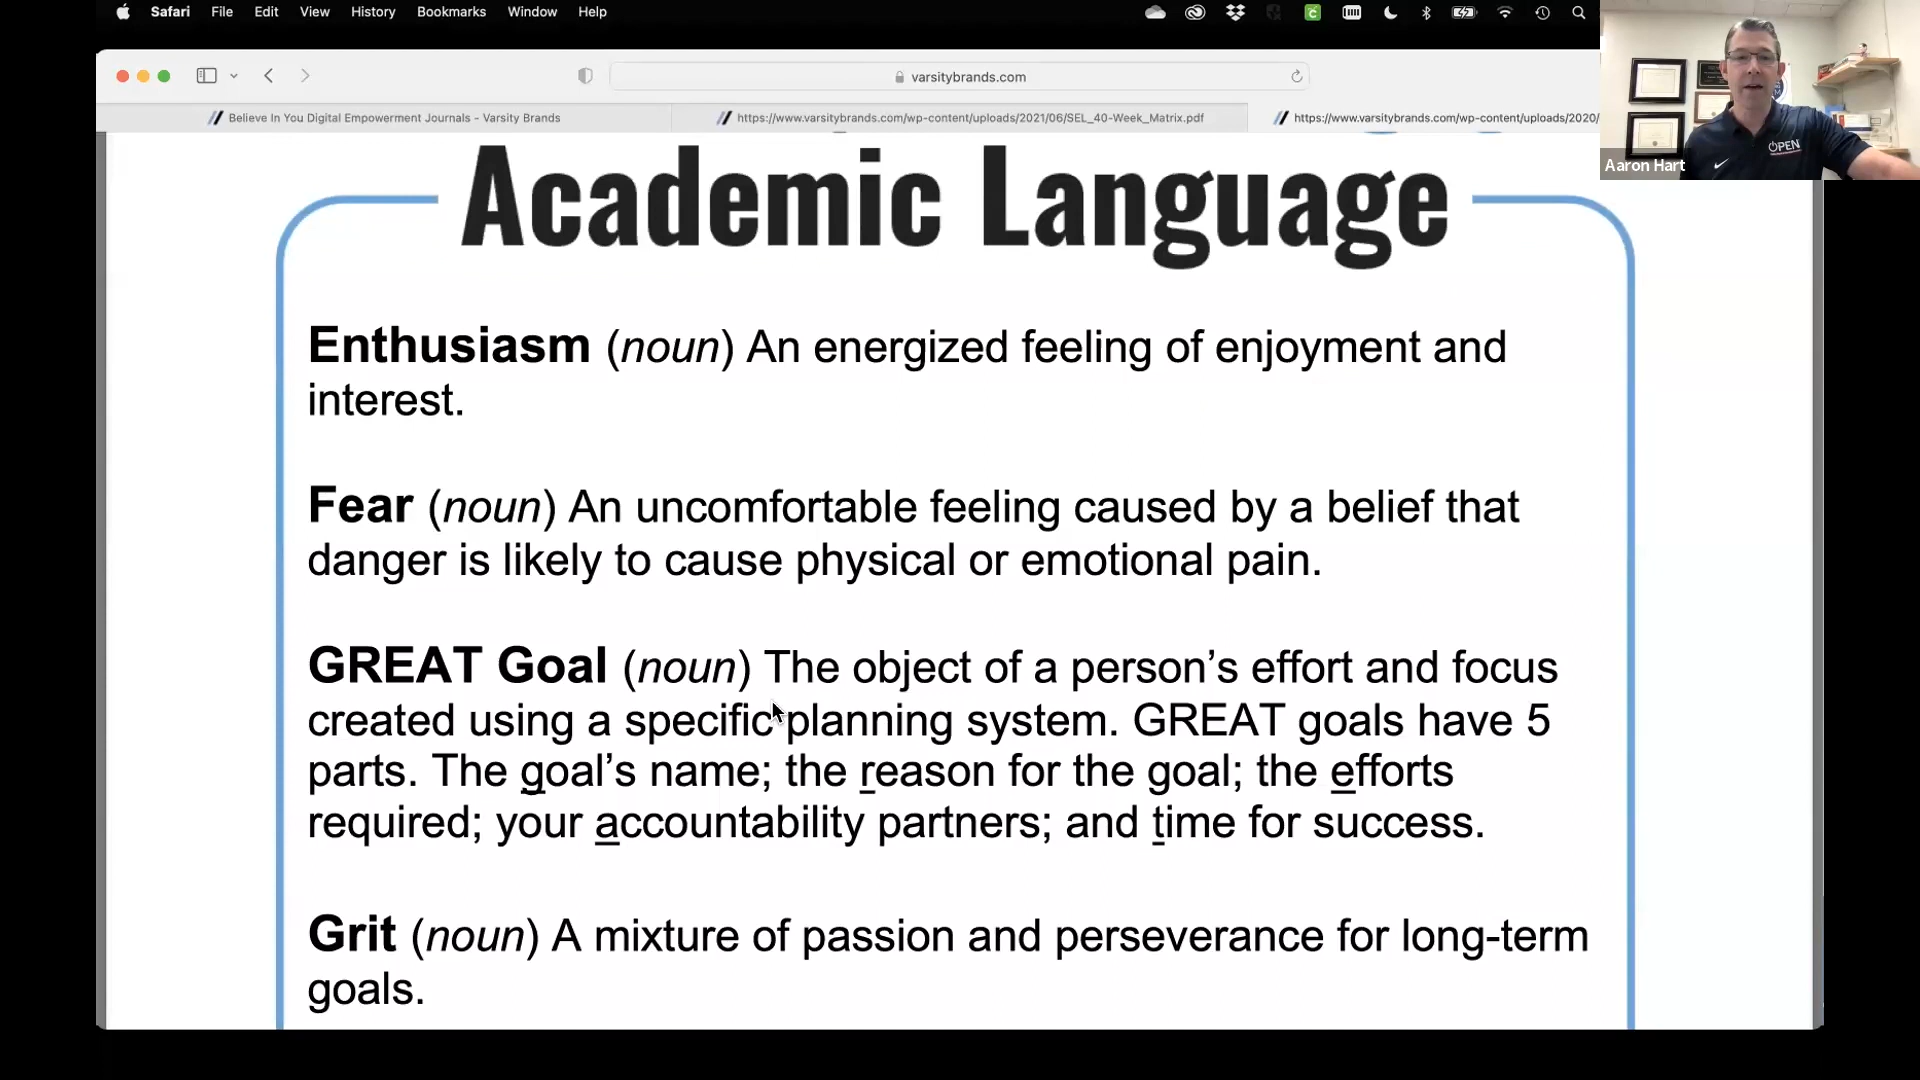 Safari File Edit View History Bookmarks Window Help
varsitybrands.com
Believe In You Digital Empowerment Journals - Varsity Brands
https://www.varsitybrands.com/wp-content/uploads/2021/06/SEL_40-Week_Matrix.pdf
https://www.varsitybrands.com/wp-content/uploads/2020/
OPEN
Aaron Hart
Academic Language
Enthusiasm (noun) An energized feeling of enjoyment and
interest.
Fear (noun) An uncomfortable feeling caused by a belief that
danger is likely to cause physical or emotional pain.
GREAT Goal (noun) The object of a person’s effort and focus
created using a specific planning system. GREAT goals have 5
parts. The goal’s name; the reason for the goal; the efforts
required; your accountability partners; and time for success.
Grit (noun) A mixture of passion and perseverance for long-term
goals.